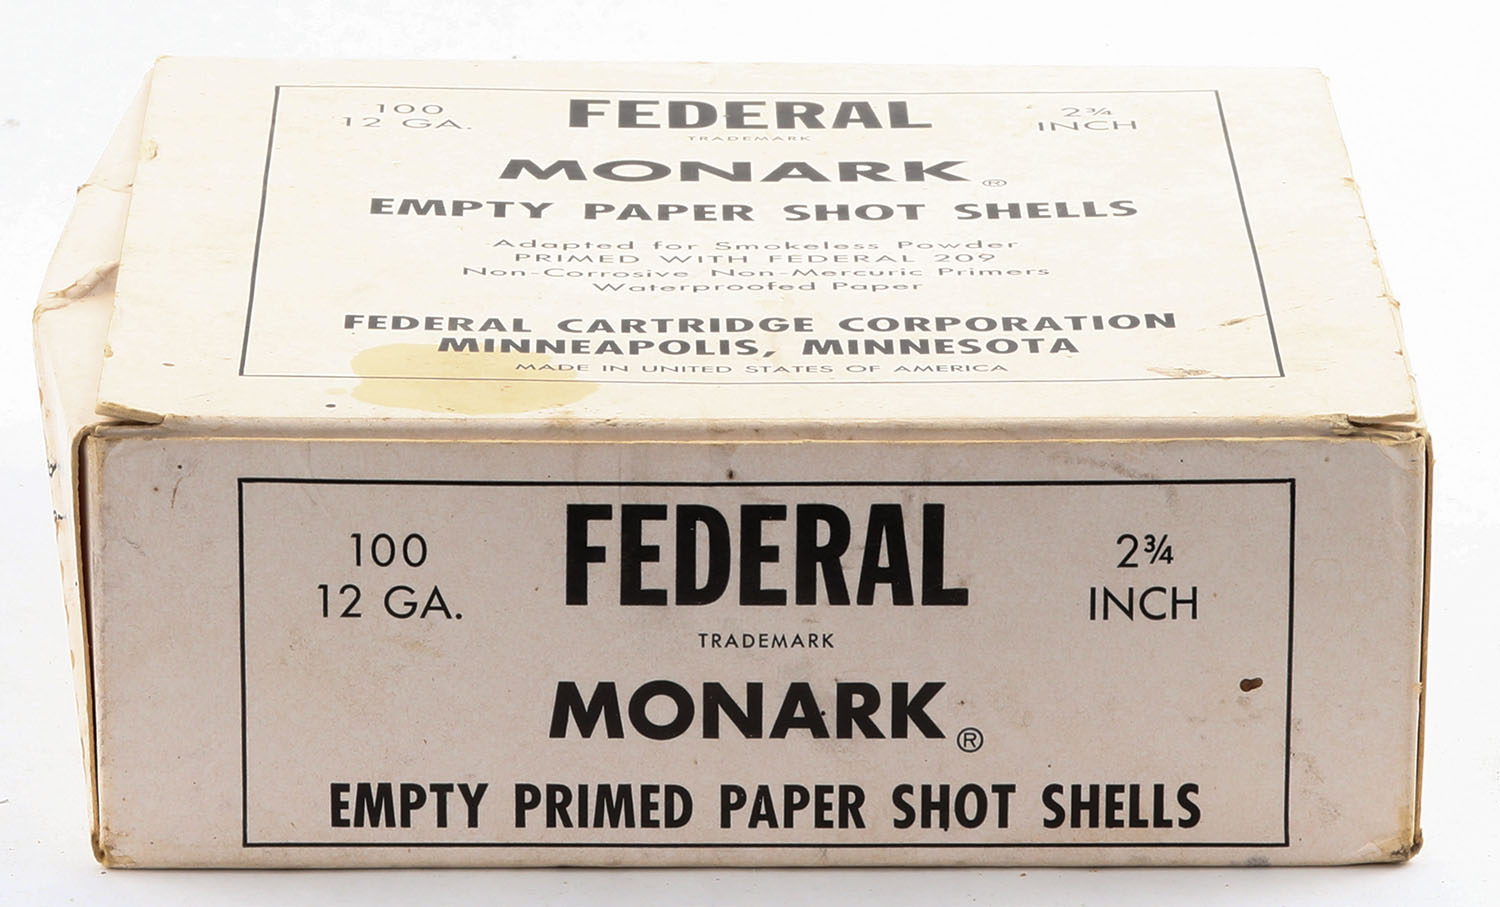 100
12 GA.
FEDERAL
TRADEMARK
2¾
INCH
MONARK ®
EMPTY PAPER SHOT SHELLS
Adapted for Smokeless Powder
PRIMED WITH FEDERAL 209
Non-Corrosive Non-Mercuric Primers
Waterproofed Paper
FEDERAL CARTRIDGE CORPORATION
MINNEAPOLIS, MINNESOTA
MADE IN UNITED STATES OF AMERICA
100
12 GA.
FEDERAL
TRADEMARK
2¾
INCH
MONARK ®
EMPTY PRIMED PAPER SHOT SHELLS